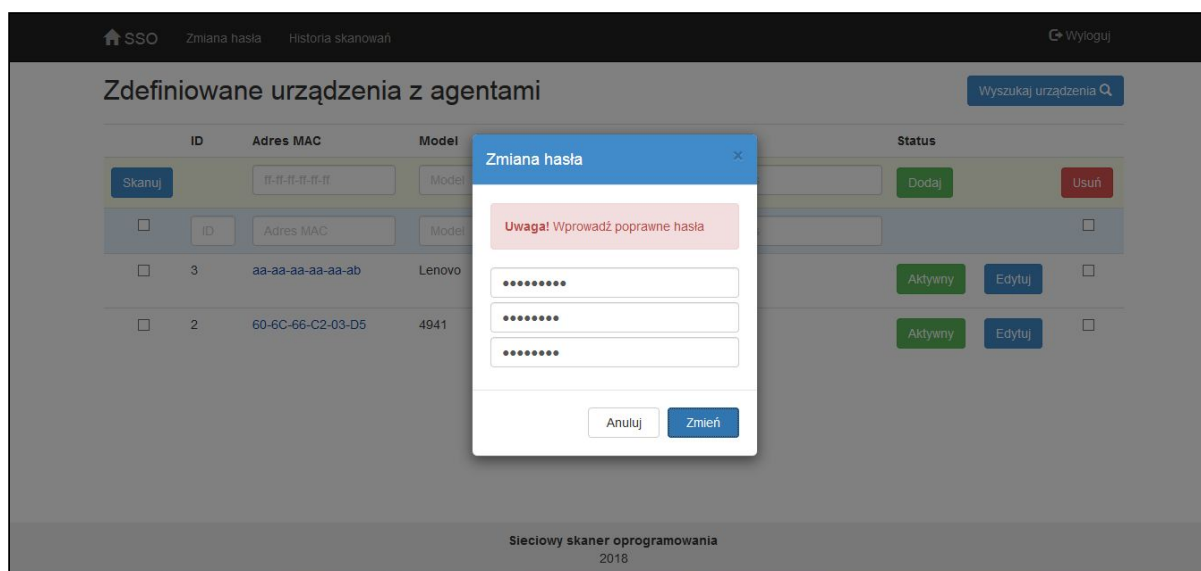 SSO Zmiana hasła Historia skanowań Wyloguj
Zdefiniowane urządzenia z agentami Wyszukaj urządzenia
ID Adres MAC Model Status
Skanuj ff-ff-ff-ff-ff-ff Model Dodaj Usuń
ID Adres MAC Model
3 aa-aa-aa-aa-aa-ab Lenovo Aktywny Edytuj
2 60-6C-66-C2-03-D5 4941 Aktywny Edytuj
Zmiana hasła ×
Uwaga! Wprowadź poprawne hasła
•••••••••
••••••••
••••••••
Anuluj Zmień
Sieciowy skaner oprogramowania
2018